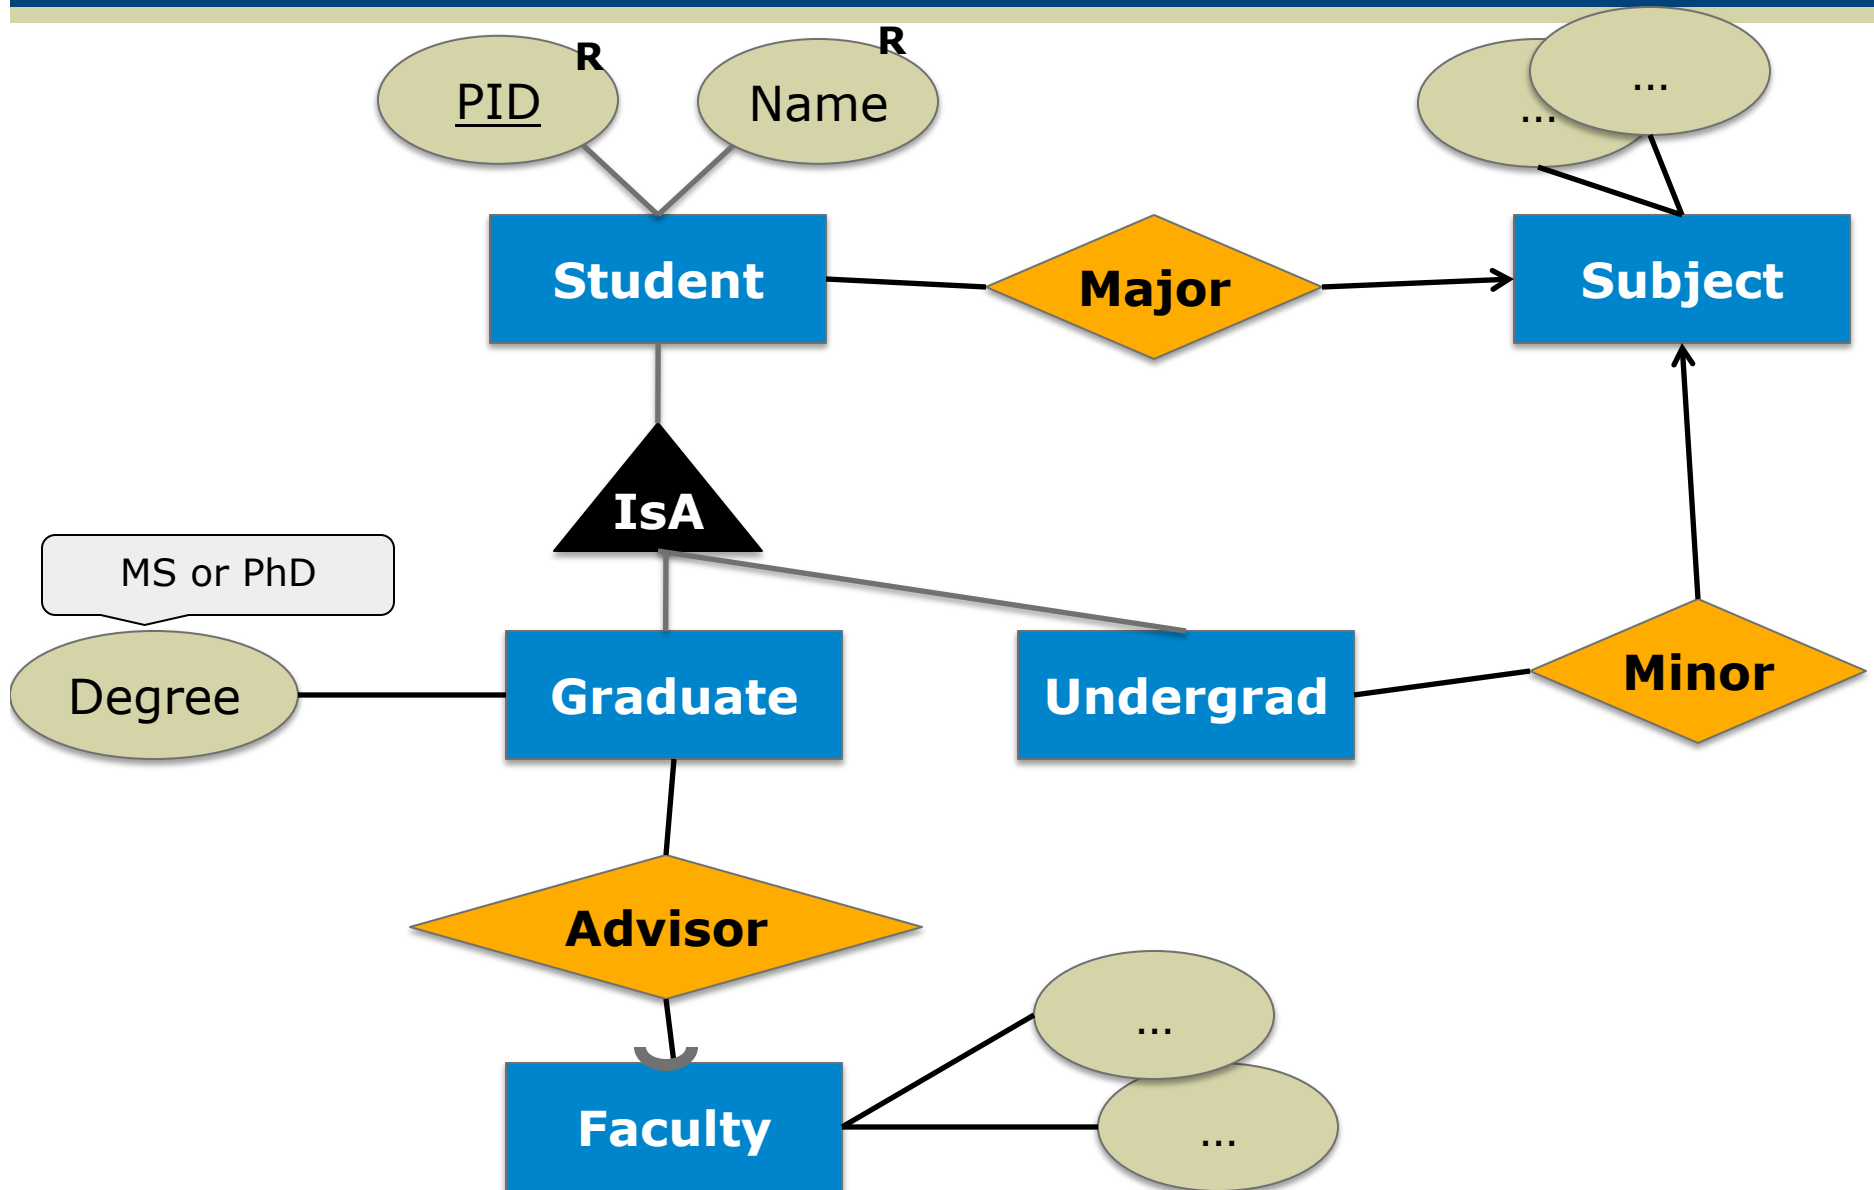 R
R
PID
Name
...
...
Student
Major
Subject
IsA
MS or PhD
Degree
Graduate
Undergrad
Minor
Advisor
...
Faculty
...